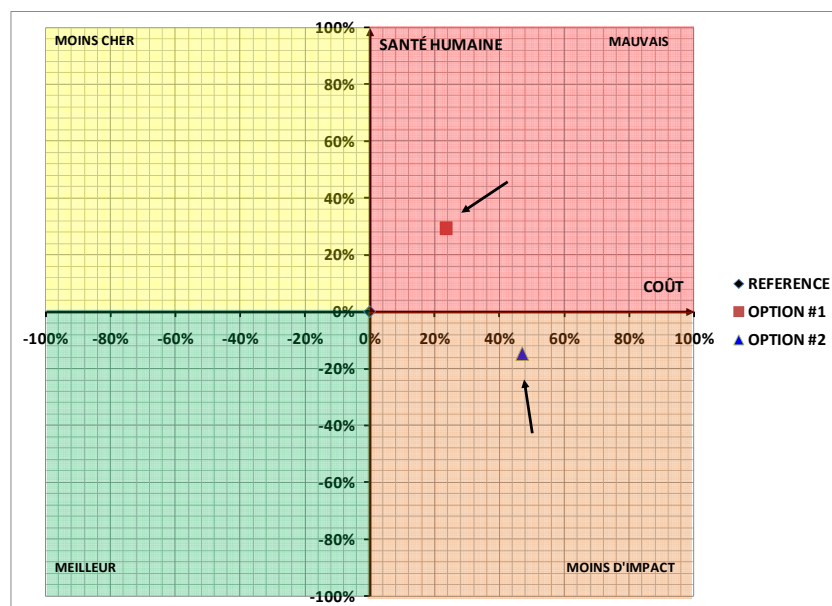 MOINS CHER
100%
SANTÉ HUMAINE
MAUVAIS
80%
60%
40%
20%
COÛT
0%
-100% -80% -60% -40% -20% 0% 20% 40% 60% 80% 100%
-20%
-40%
-60%
-80%
MEILLEUR
MOINS D'IMPACT
-100%
REFERENCE
OPTION #1
OPTION #2